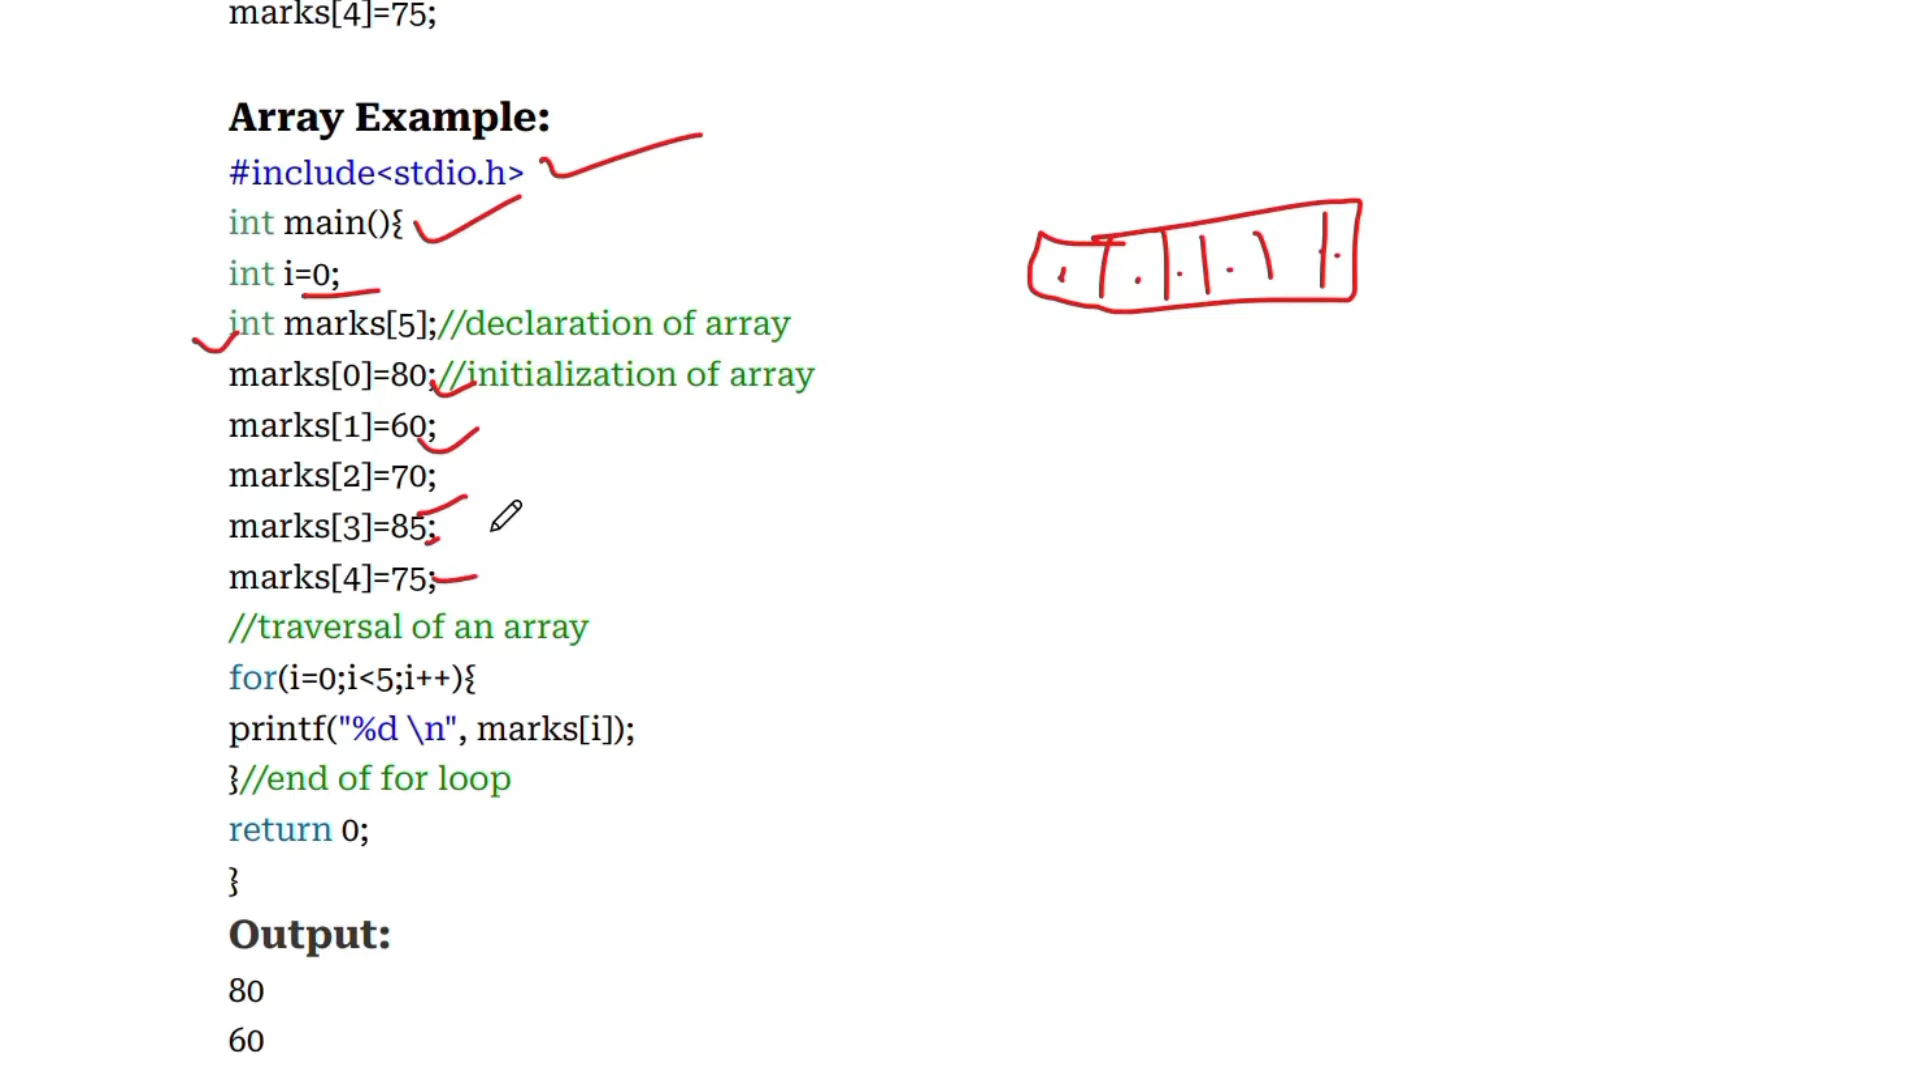 marks[4]=75;
Array Example:
#include<stdio.h>
int main(){
int i=0;
int marks[5];//declaration of array
marks[0]=80;//initialization of array
marks[1]=60;
marks[2]=70;
marks[3]=85;
marks[4]=75;
//traversal of an array
for(i=0;i<5;i++){
printf("%d \n", marks[i]);
}//end of for loop
return 0;
}
Output:
80
60